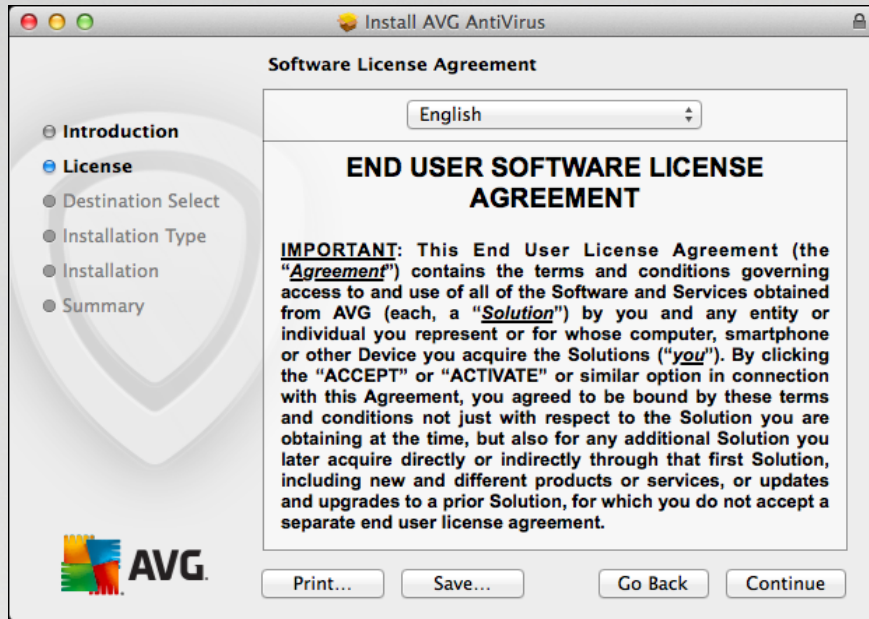 Install AVG AntiVirus
Software License Agreement
Introduction
License
Destination Select
Installation Type
Installation
Summary
English
END USER SOFTWARE LICENSE
AGREEMENT
IMPORTANT: This End User License Agreement (the
“Agreement”) contains the terms and conditions governing
access to and use of all of the Software and Services obtained
from AVG (each, a “Solution”) by you and any entity or
individual you represent or for whose computer, smartphone
or other Device you acquire the Solutions (“you”). By clicking
the “ACCEPT” or “ACTIVATE” or similar option in connection
with this Agreement, you agreed to be bound by these terms
and conditions not just with respect to the Solution you are
obtaining at the time, but also for any additional Solution you
later acquire directly or indirectly through that first Solution,
including new and different products or services, or updates
and upgrades to a prior Solution, for which you do not accept a
separate end user license agreement.
AVG.
Print...
Save...
Go Back
Continue